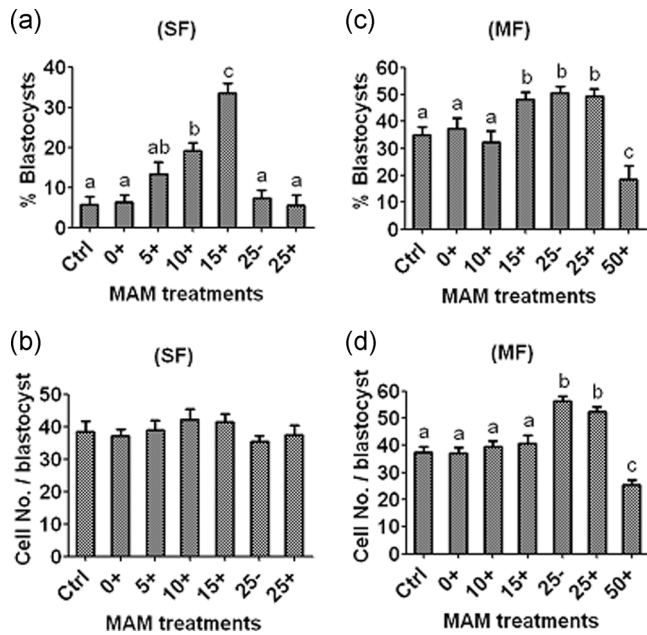 (a)
(SF)
% Blastocysts
40
30
20
10
0
a
a
ab
b
c
a
a
Ctrl
0+
5+
10+
15+
25-
25+
MAM treatments
(c)
(MF)
% Blastocysts
60
50
40
30
20
10
0
a
a
a
b
b
b
c
Ctrl
0+
10+
15+
25-
25+
50+
MAM treatments
(b)
(SF)
Cell No. / blastocyst
50
40
30
20
10
0
Ctrl
0+
5+
10+
15+
25-
25+
MAM treatments
(d)
(MF)
Cell No. / blastocyst
60
50
40
30
20
10
0
a
a
a
a
b
b
c
Ctrl
0+
10+
15+
25-
25+
50+
MAM treatments